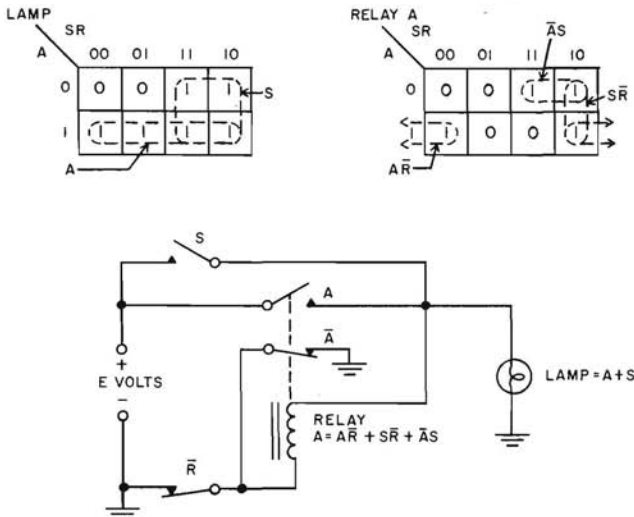 LAMP
SR
A 00 01 11 10
0 0 0 1 1 S
1 1 1 1 1
A
RELAY A
SR
ĀS
A 00 01 11 10
0 0 0 1 1 SR̄
1 1 0 0 1
AR̄
S
A
Ā
+
E VOLTS
−
LAMP = A+S
RELAY
A = AR̄ + SR̄ + ĀS
R̄